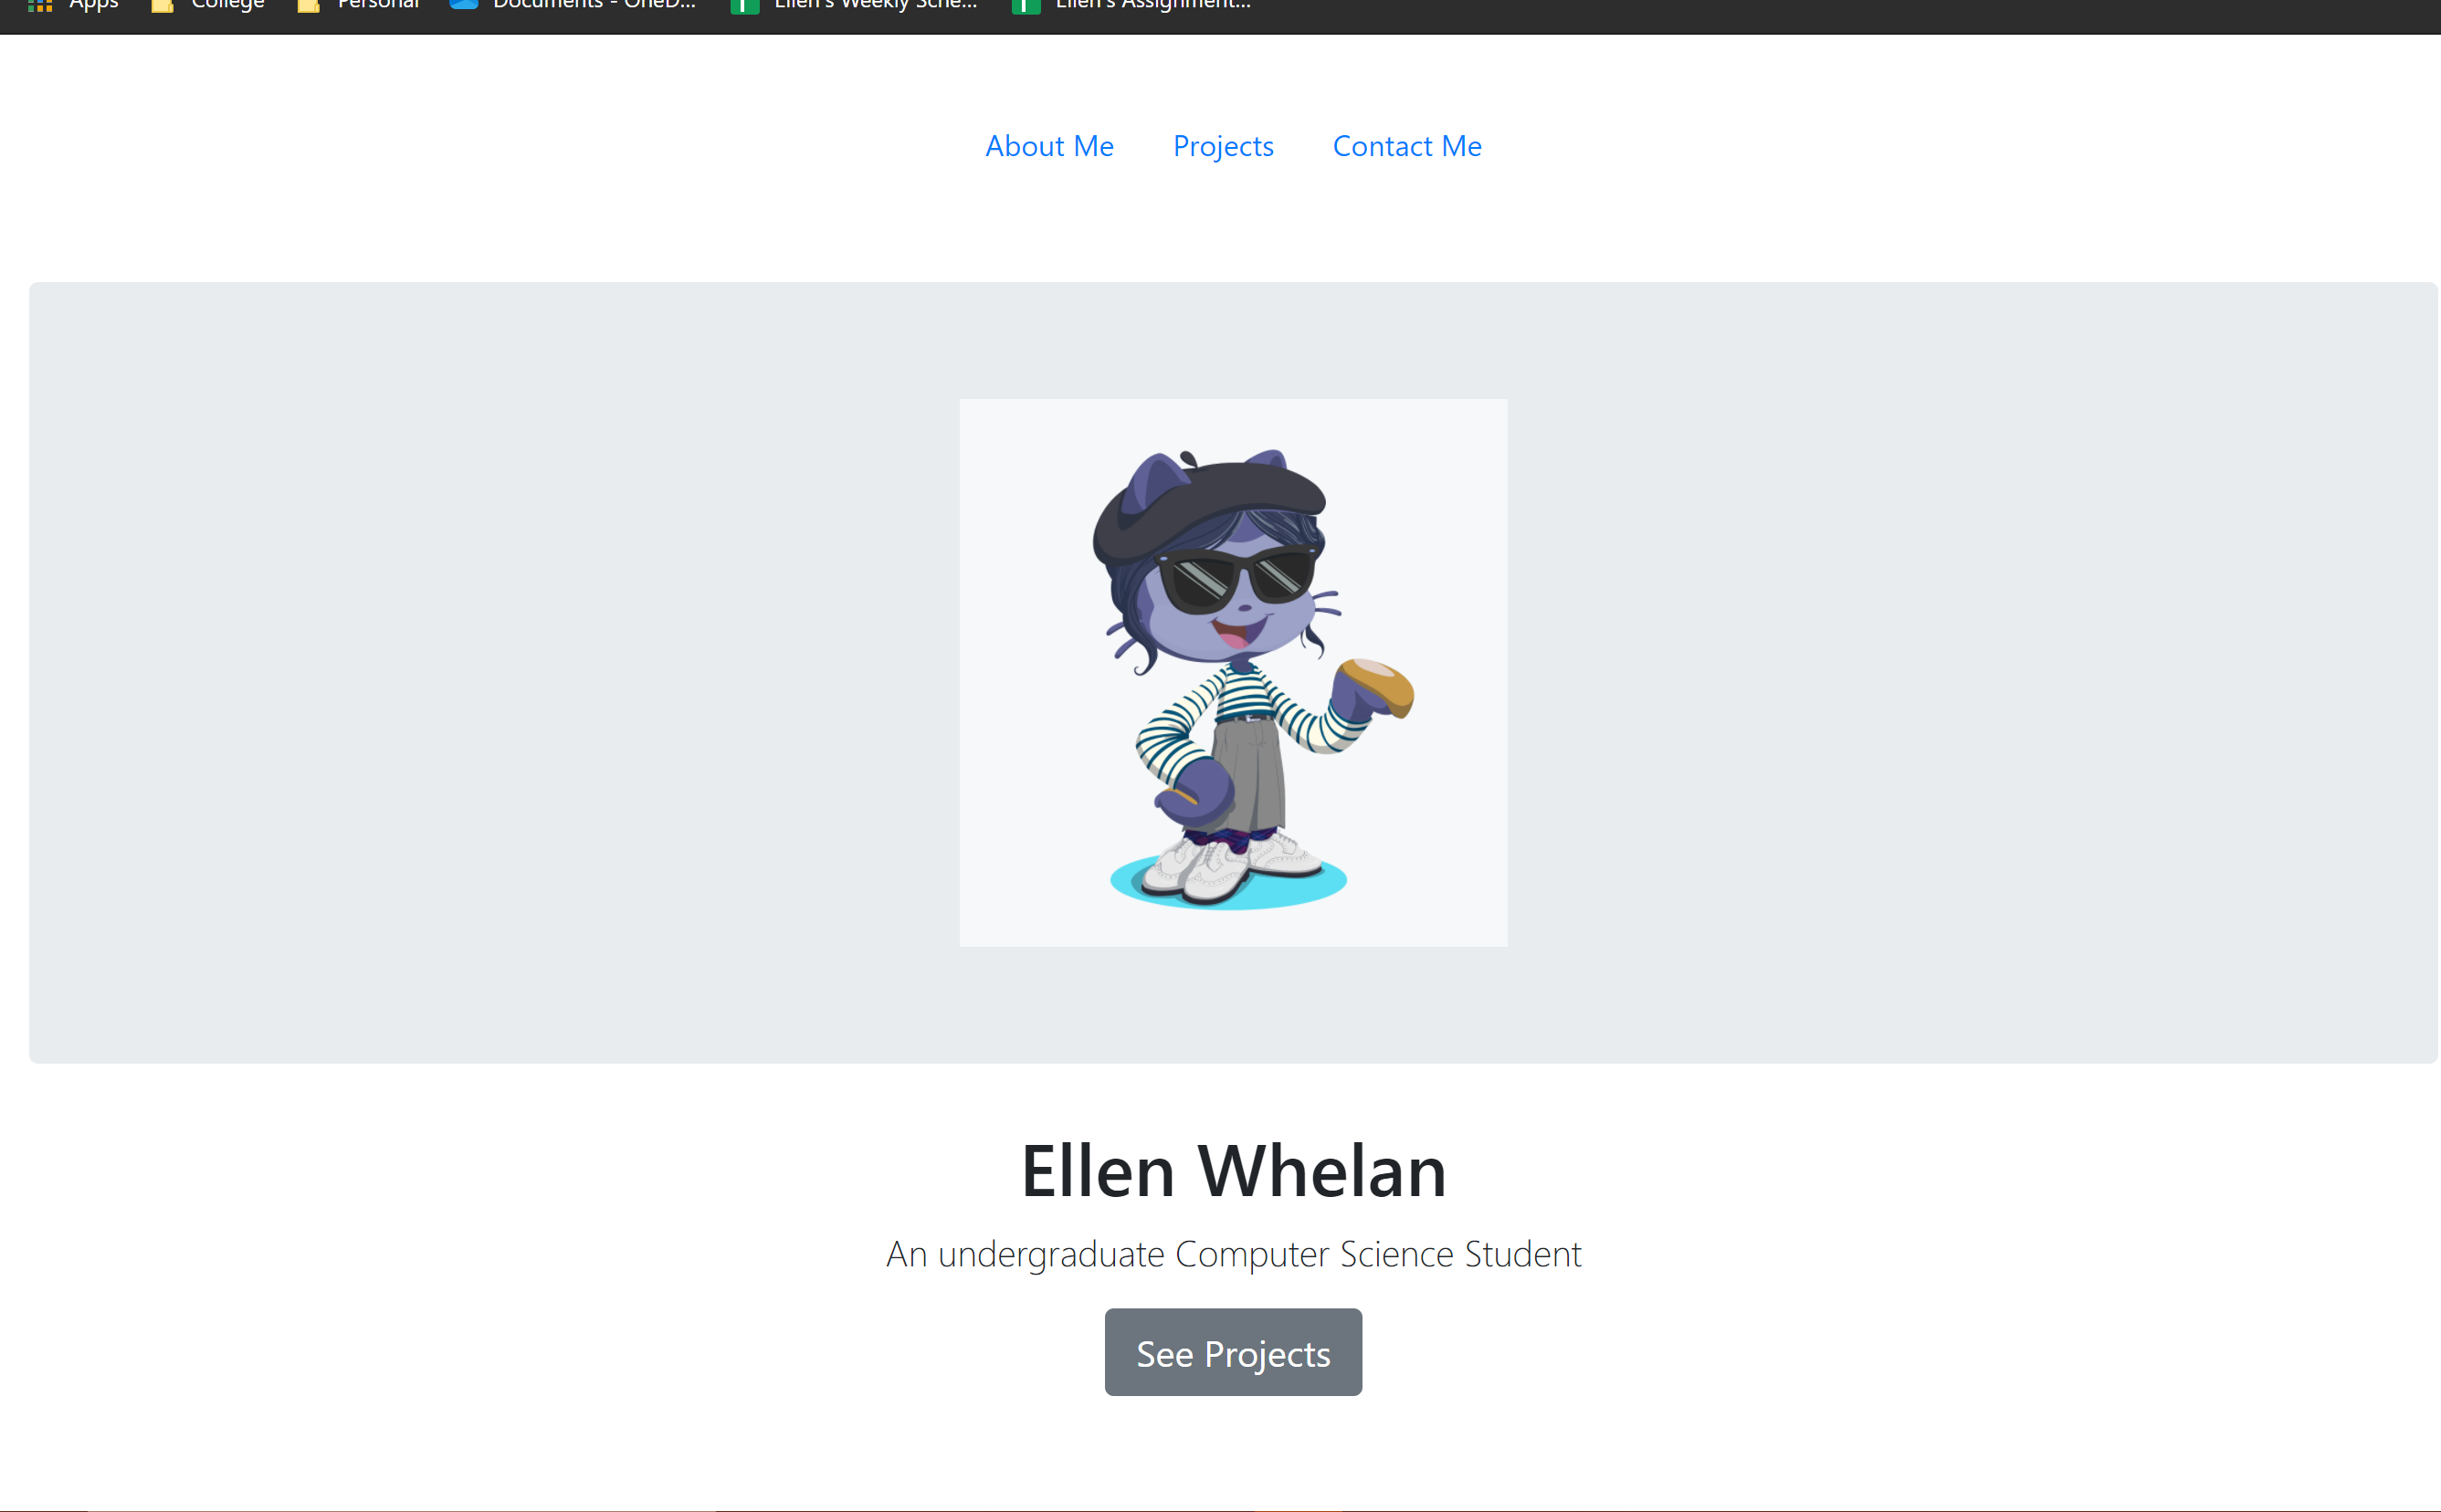 Apps College Personal Documents - OneD... Ellen's Weekly Sche... Ellen's Assignment...
About Me Projects Contact Me
Ellen Whelan
An undergraduate Computer Science Student
See Projects